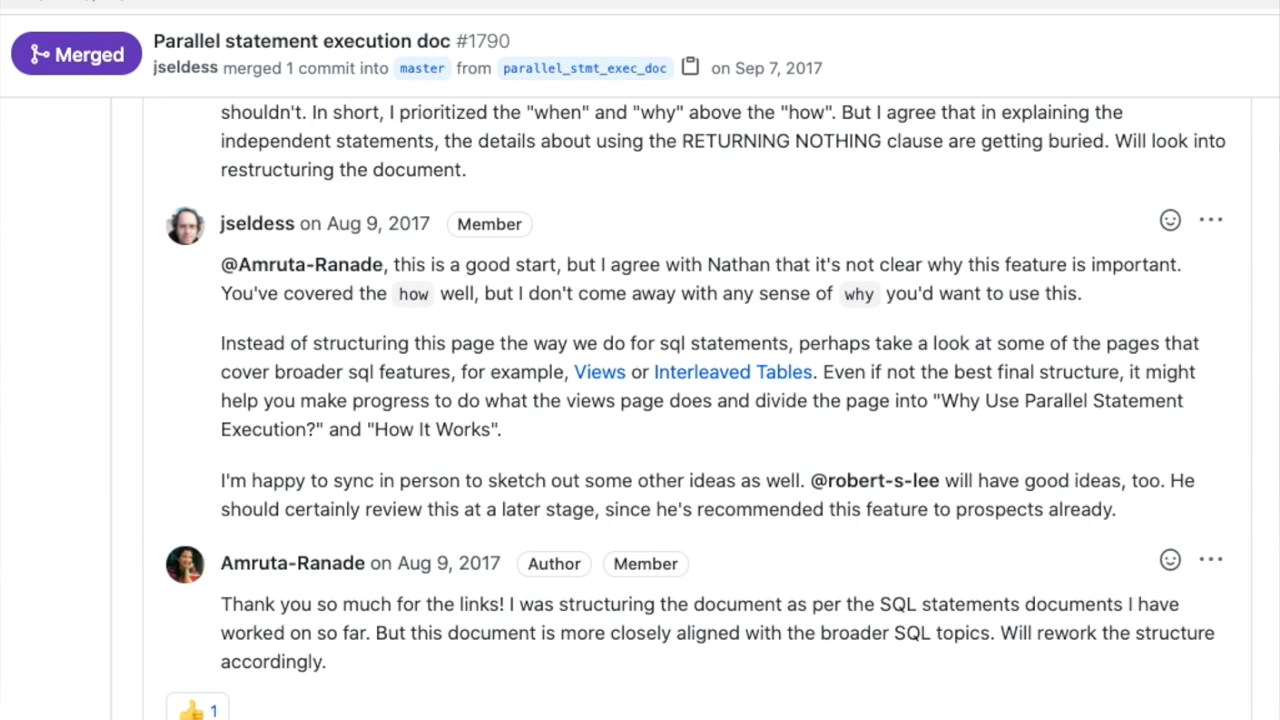 Merged
Parallel statement execution doc #1790
jseldess merged 1 commit into master from parallel_stmt_exec_doc on Sep 7, 2017
shouldn't. In short, I prioritized the "when" and "why" above the "how". But I agree that in explaining the
independent statements, the details about using the RETURNING NOTHING clause are getting buried. Will look into
restructuring the document.
jseldess on Aug 9, 2017 Member
@Amruta-Ranade, this is a good start, but I agree with Nathan that it's not clear why this feature is important.
You've covered the how well, but I don't come away with any sense of why you'd want to use this.
Instead of structuring this page the way we do for sql statements, perhaps take a look at some of the pages that
cover broader sql features, for example, Views or Interleaved Tables. Even if not the best final structure, it might
help you make progress to do what the views page does and divide the page into "Why Use Parallel Statement
Execution?" and "How It Works".
I'm happy to sync in person to sketch out some other ideas as well. @robert-s-lee will have good ideas, too. He
should certainly review this at a later stage, since he's recommended this feature to prospects already.
Amruta-Ranade on Aug 9, 2017 Author Member
Thank you so much for the links! I was structuring the document as per the SQL statements documents I have
worked on so far. But this document is more closely aligned with the broader SQL topics. Will rework the structure
accordingly.
1